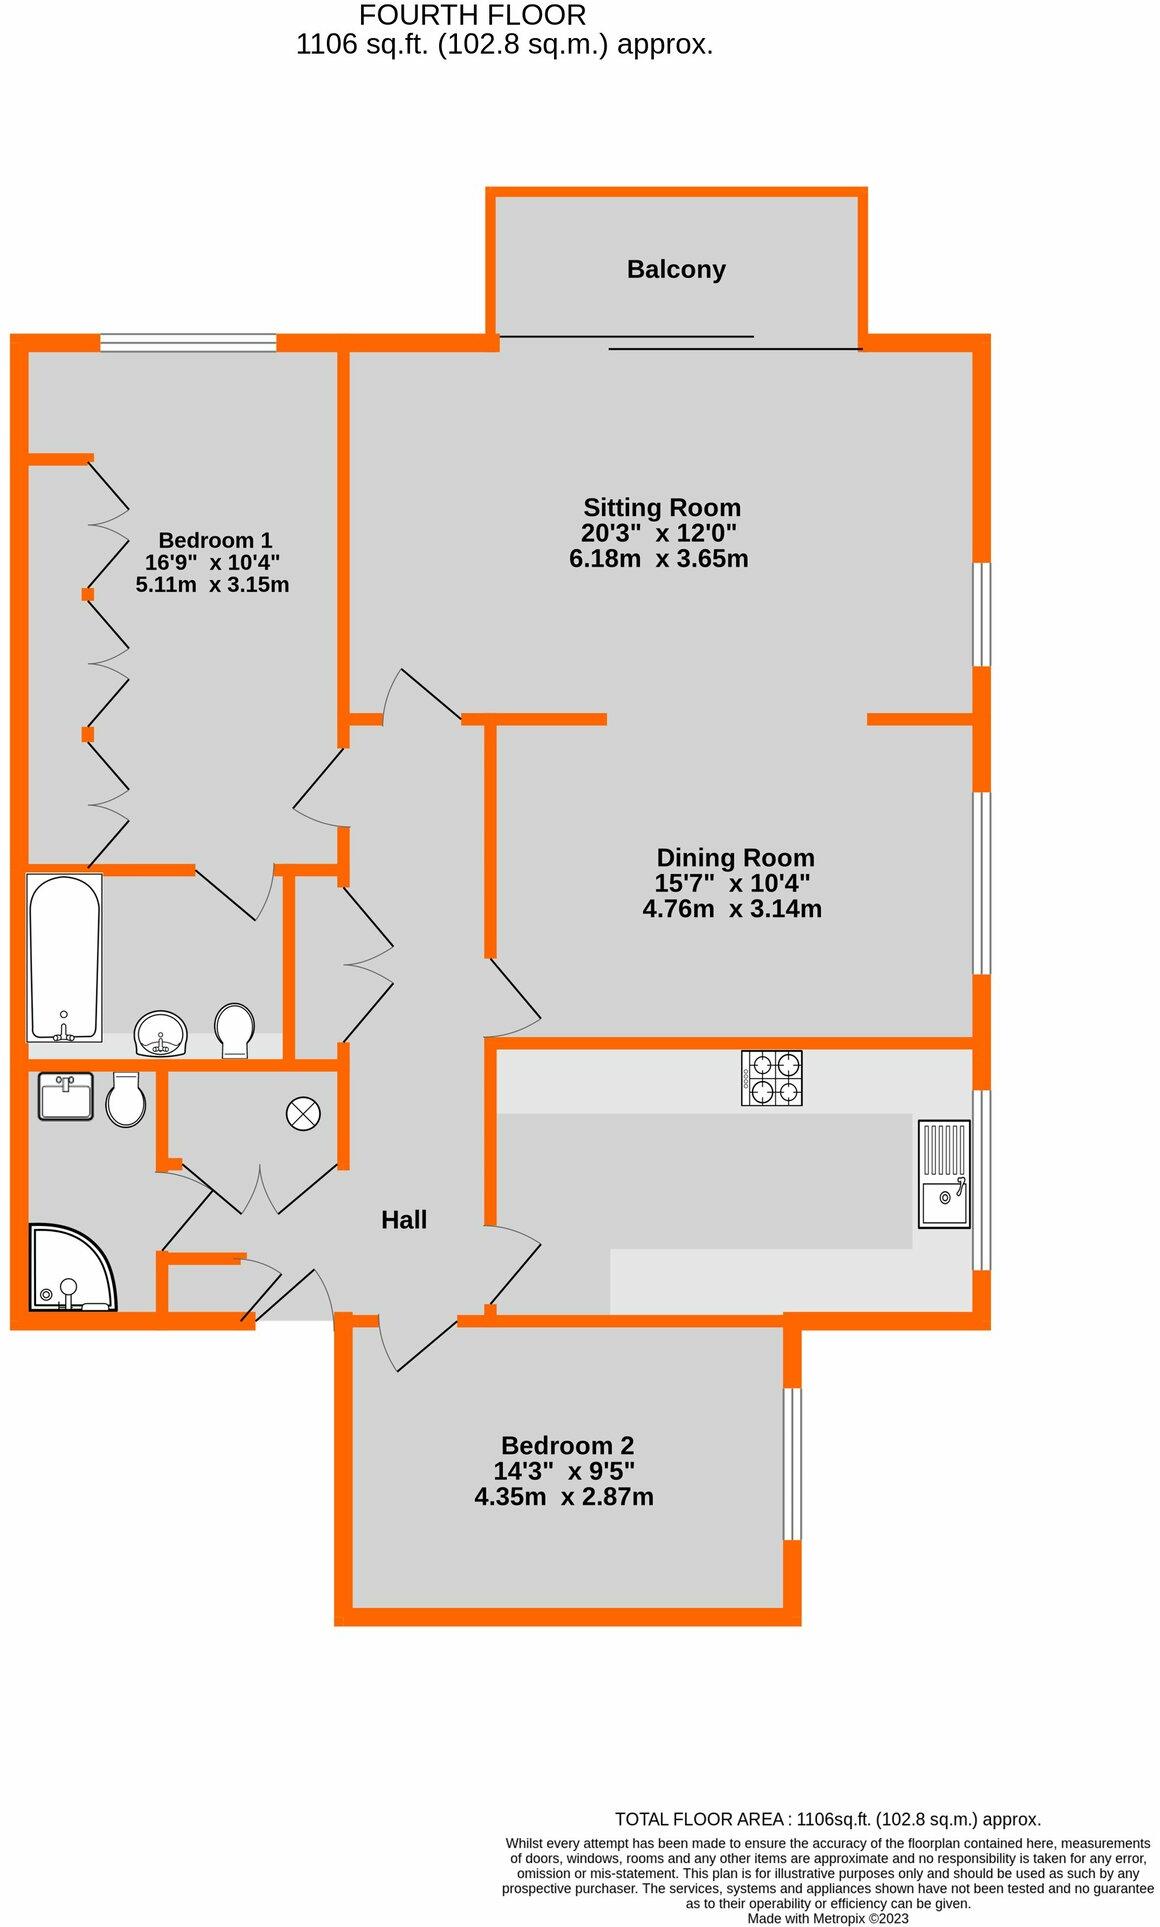 FOURTH FLOOR
1106 sq.ft. (102.8 sq.m.) approx.
Balcony
Sitting Room
20'3" x 12'0"
6.18m x 3.65m
Bedroom 1
16'9" x 10'4"
5.11m x 3.15m
Dining Room
15'7" x 10'4"
4.76m x 3.14m
Hall
Bedroom 2
14'3" x 9'5"
4.35m x 2.87m
TOTAL FLOOR AREA : 1106sq.ft. (102.8 sq.m.) approx.
Whilst every attempt has been made to ensure the accuracy of the floorplan contained here, measurements
of doors, windows, rooms and any other items are approximate and no responsibility is taken for any error,
omission or mis-statement. This plan is for illustrative purposes only and should be used as such by any
prospective purchaser. The services, systems and appliances shown have not been tested and no guarantee
as to their operability or efficiency can be given.
Made with Metropix ©2023